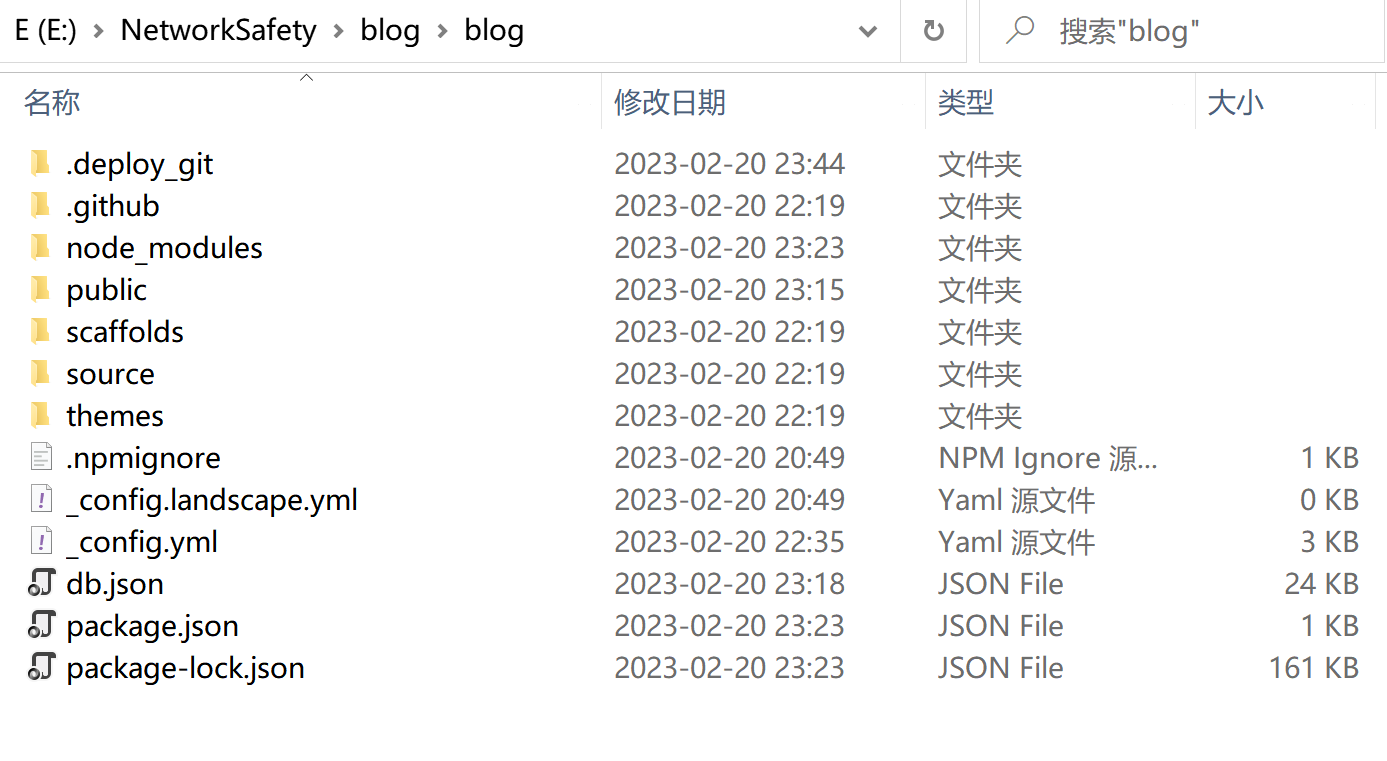 E (E:) > NetworkSafety > blog > blog 搜索"blog"
名称 修改日期 类型 大小
.deploy_git 2023-02-20 23:44 文件夹
.github 2023-02-20 22:19 文件夹
node_modules 2023-02-20 23:23 文件夹
public 2023-02-20 23:15 文件夹
scaffolds 2023-02-20 22:19 文件夹
source 2023-02-20 22:19 文件夹
themes 2023-02-20 22:19 文件夹
.npmignore 2023-02-20 20:49 NPM Ignore 源... 1 KB
_config.landscape.yml 2023-02-20 20:49 Yaml 源文件 0 KB
_config.yml 2023-02-20 22:35 Yaml 源文件 3 KB
db.json 2023-02-20 23:18 JSON File 24 KB
package.json 2023-02-20 23:23 JSON File 1 KB
package-lock.json 2023-02-20 23:23 JSON File 161 KB